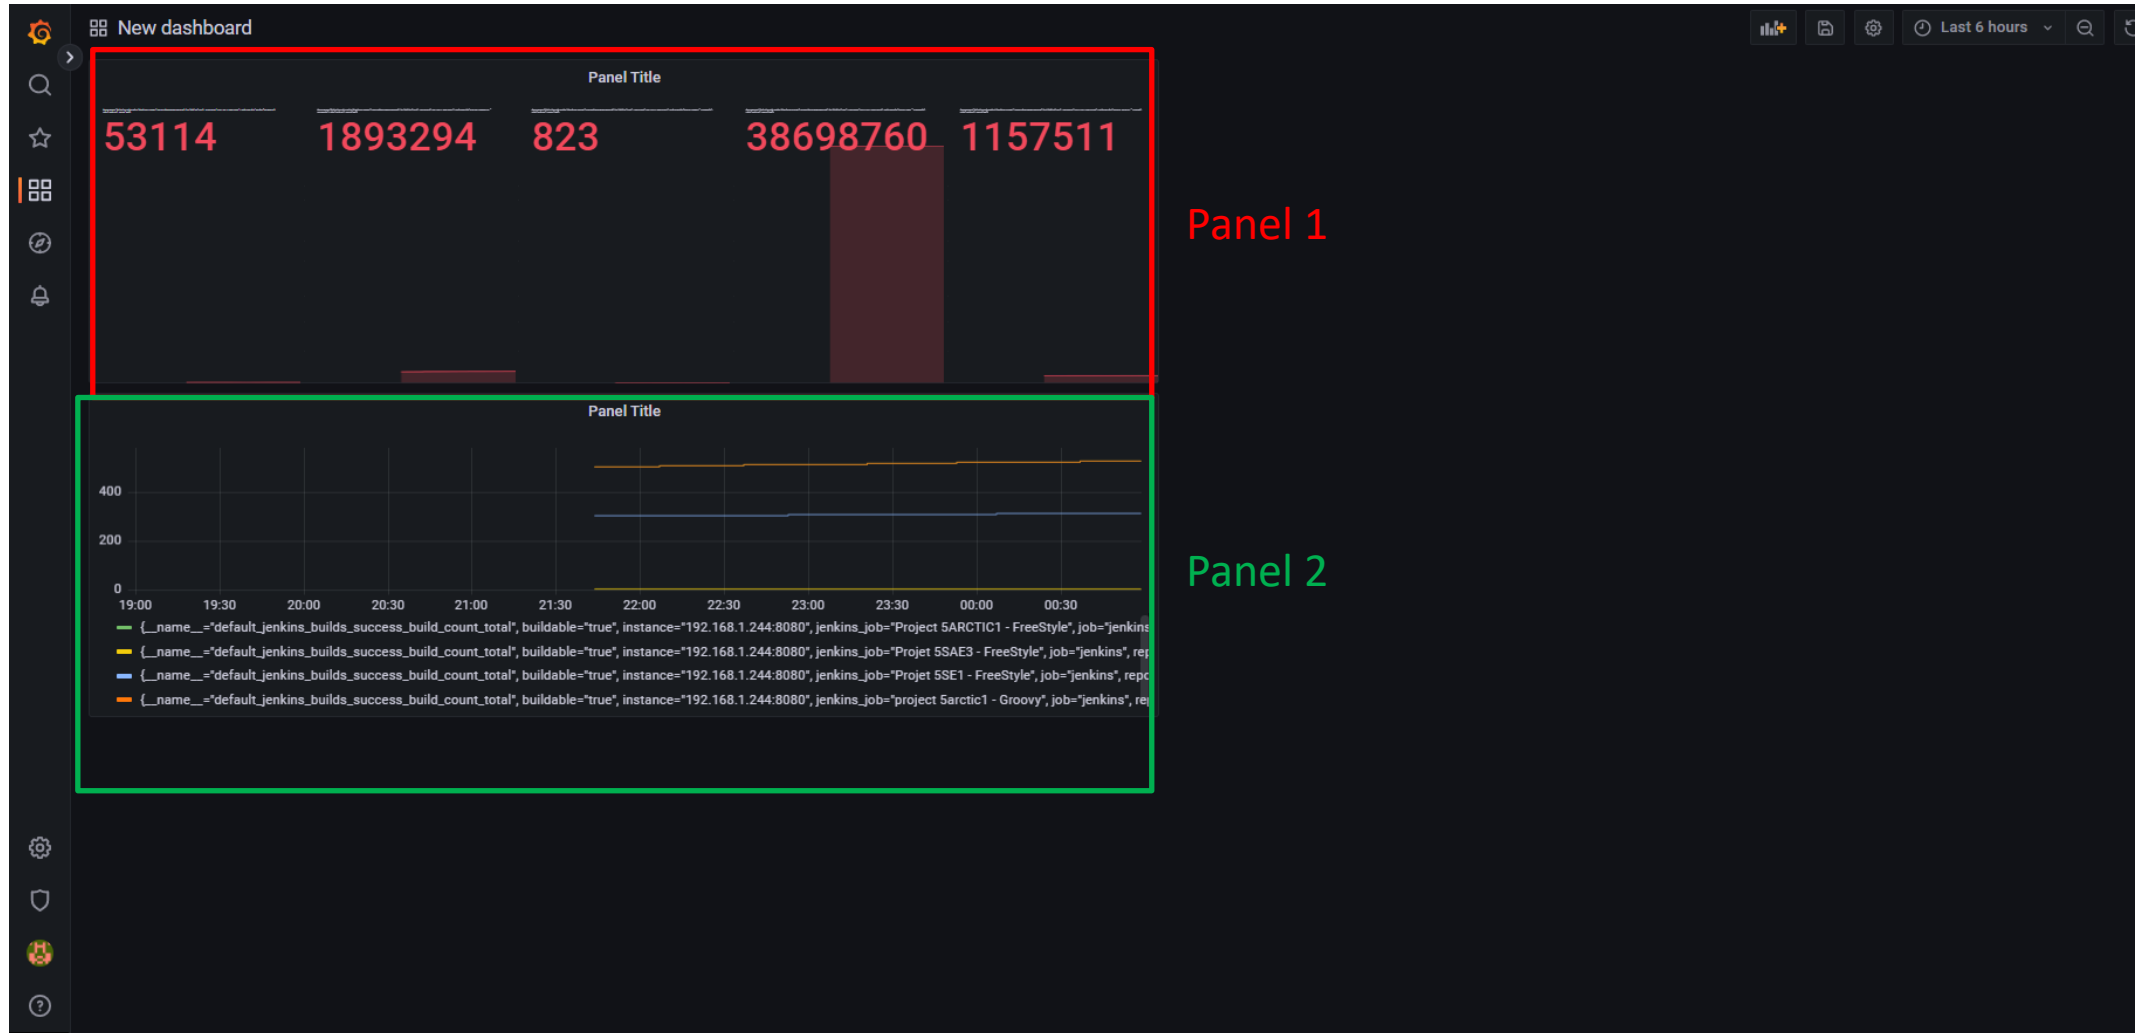 New dashboard
Last 6 hours
Panel Title
53114 1893294 823 38698760 1157511
Panel 1
Panel Title
400
200
0
19:00 19:30 20:00 20:30 21:00 21:30 22:00 22:30 23:00 23:30 00:00 00:30
{__name__="default_jenkins_builds_success_build_count_total", buildable="true", instance="192.168.1.244:8080", jenkins_job="Project 5ARCTIC1 - FreeStyle", job="jenkins
{__name__="default_jenkins_builds_success_build_count_total", buildable="true", instance="192.168.1.244:8080", jenkins_job="Projet 5SAE3 - FreeStyle", job="jenkins", rep
{__name__="default_jenkins_builds_success_build_count_total", buildable="true", instance="192.168.1.244:8080", jenkins_job="Projet 5SE1 - FreeStyle", job="jenkins", repo
{__name__="default_jenkins_builds_success_build_count_total", buildable="true", instance="192.168.1.244:8080", jenkins_job="project 5arctic1 - Groovy", job="jenkins", re
Panel 2